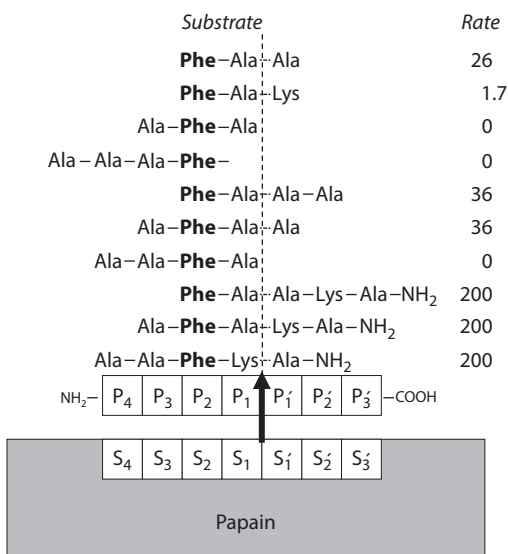 Substrate Rate
Phe–Ala–Ala 26
Phe–Ala–Lys 1.7
Ala–Phe–Ala 0
Ala–Ala–Ala–Phe– 0
Phe–Ala–Ala–Ala 36
Ala–Phe–Ala–Ala 36
Ala–Ala–Phe–Ala 0
Phe–Ala–Ala–Lys–Ala–NH₂ 200
Ala–Phe–Ala–Lys–Ala–NH₂ 200
Ala–Ala–Phe–Lys–Ala–NH₂ 200
NH₂– P₄ P₃ P₂ P₁ P₁′ P₂′ P₃′ –COOH
S₄ S₃ S₂ S₁ S₁′ S₂′ S₃′
Papain